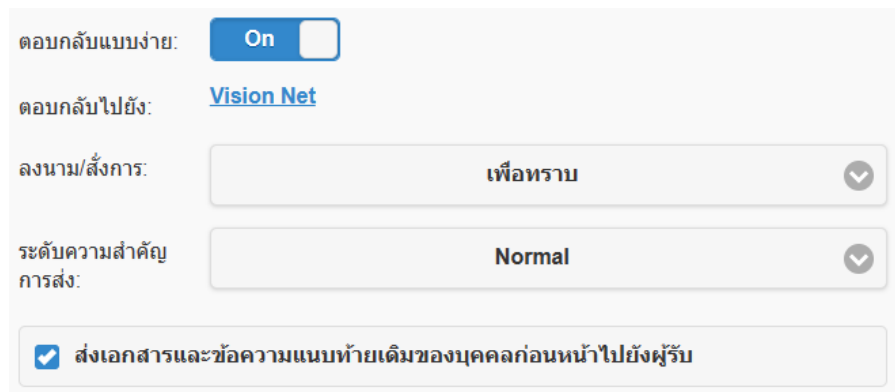 ตอบกลับแบบง่าย: On
ตอบกลับไปยัง: Vision Net
ลงนาม/สั่งการ: เพื่อทราบ
ระดับความสำคัญ
การส่ง: Normal
ส่งเอกสารและข้อความแนบท้ายเดิมของบุคคลก่อนหน้าไปยังผู้รับ